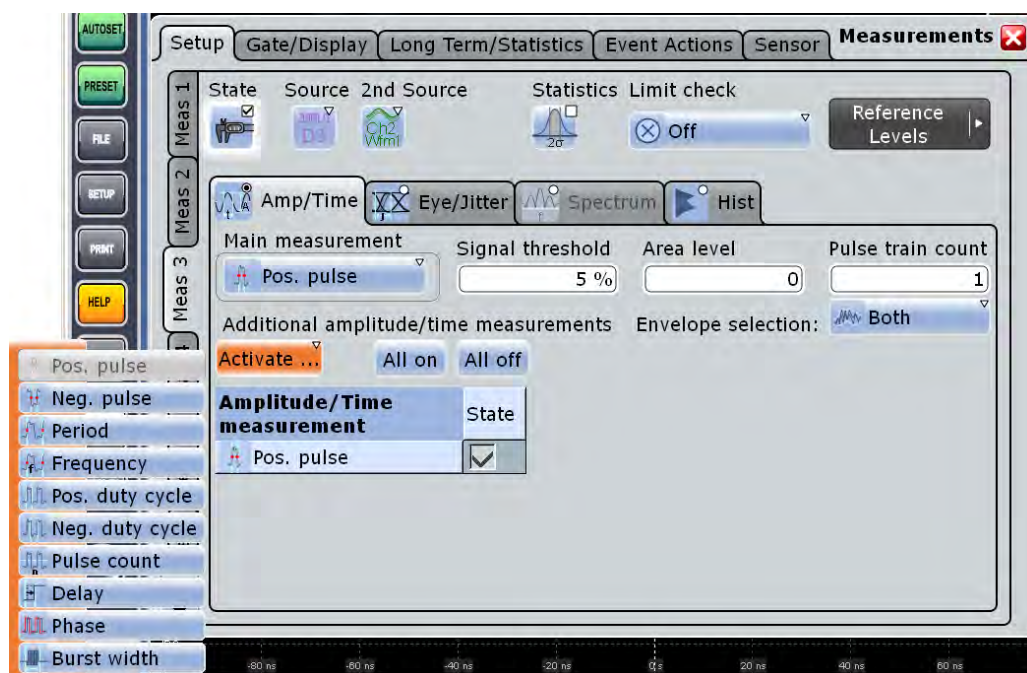 AUTOSET
PRESET
FILE
SETUP
PRINT
HELP
Setup Gate/Display Long Term/Statistics Event Actions Sensor Measurements
Meas 1
Meas 2
Meas 3
State Source 2nd Source Statistics Limit check
D3 Ch2 Wfm1 2σ Off Reference Levels
Amp/Time Eye/Jitter Spectrum Hist
Main measurement Signal threshold Area level Pulse train count
Pos. pulse 5 % 0 1
Additional amplitude/time measurements Envelope selection: Both
Activate ... All on All off
Amplitude/Time measurement State
Pos. pulse
Pos. pulse
Neg. pulse
Period
Frequency
Pos. duty cycle
Neg. duty cycle
Pulse count
Delay
Phase
Burst width
-80 ns -60 ns -40 ns -20 ns 0 s 20 ns 40 ns 60 ns